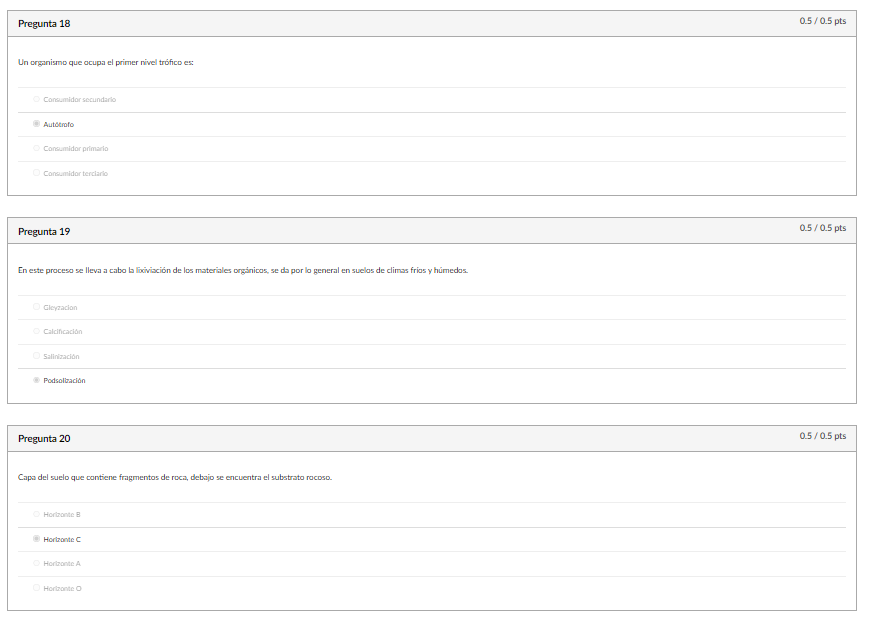 Pregunta 18
0.5 / 0.5 pts
Un organismo que ocupa el primer nivel trófico es:
Consumidor secundario
Autótrofo
Consumidor primario
Consumidor terciario
Pregunta 19
0.5 / 0.5 pts
En este proceso se lleva a cabo la lixiviación de los materiales orgánicos, se da por lo general en suelos de climas fríos y húmedos.
Gleyzacion
Calcificación
Salinización
Podsolización
Pregunta 20
0.5 / 0.5 pts
Capa del suelo que contiene fragmentos de roca, debajo se encuentra el substrato rocoso.
Horizonte B
Horizonte C
Horizonte A
Horizonte O